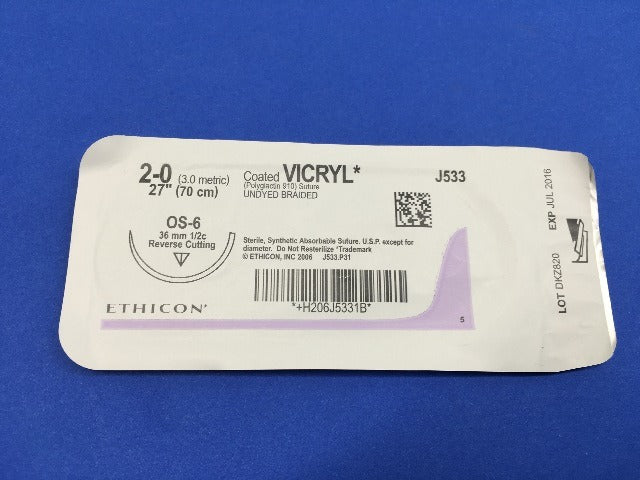 2-0 (3.0 metric)
27" (70 cm)
Coated VICRYL*
(Polyglactin 910) Suture
UNDYED BRAIDED
J533
OS-6
36 mm 1/2c
Reverse Cutting
Sterile, Synthetic Absorbable Suture. U.S.P. except for
diameter. Do Not Resterilize *Trademark
© ETHICON, INC 2006 J533.P31
*+H206J5331B*
ETHICON*
5
LOT DKZ820 EXP JUL 2016